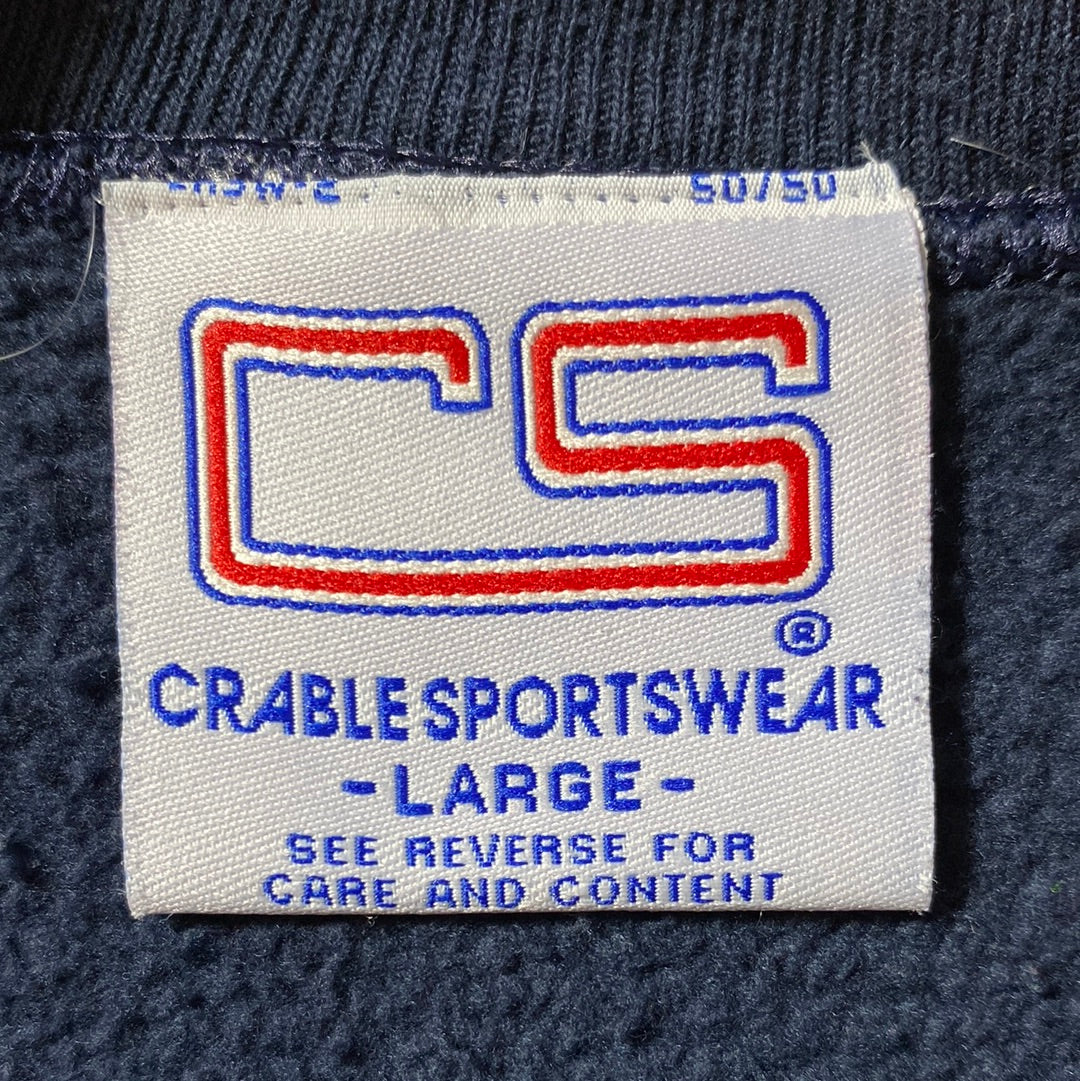 50/50
CS
®
CRABLE SPORTSWEAR
- LARGE -
SEE REVERSE FOR
CARE AND CONTENT